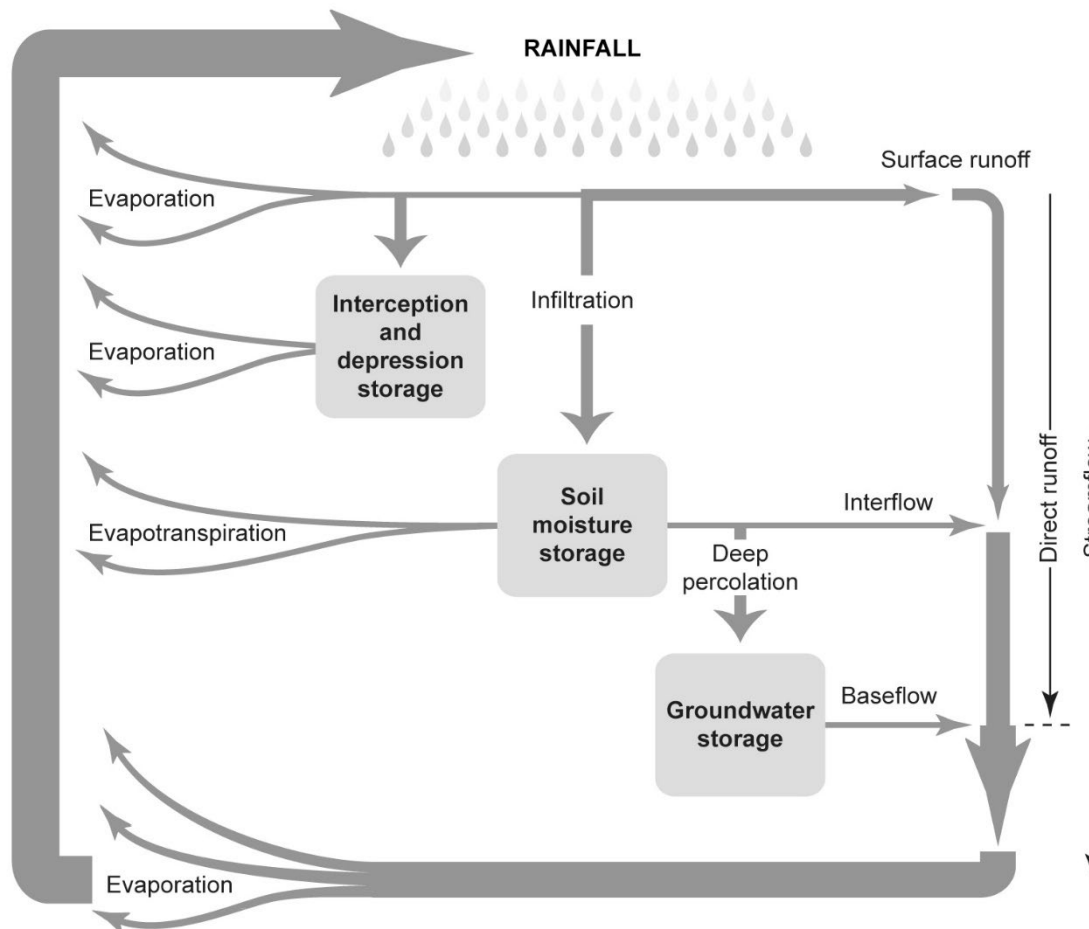 RAINFALL
Surface runoff
Evaporation
Interception
and
depression
storage
Infiltration
Evaporation
Direct runoff
Soil
moisture
storage
Interflow
Evapotranspiration
Deep
percolation
Groundwater
storage
Baseflow
Evaporation